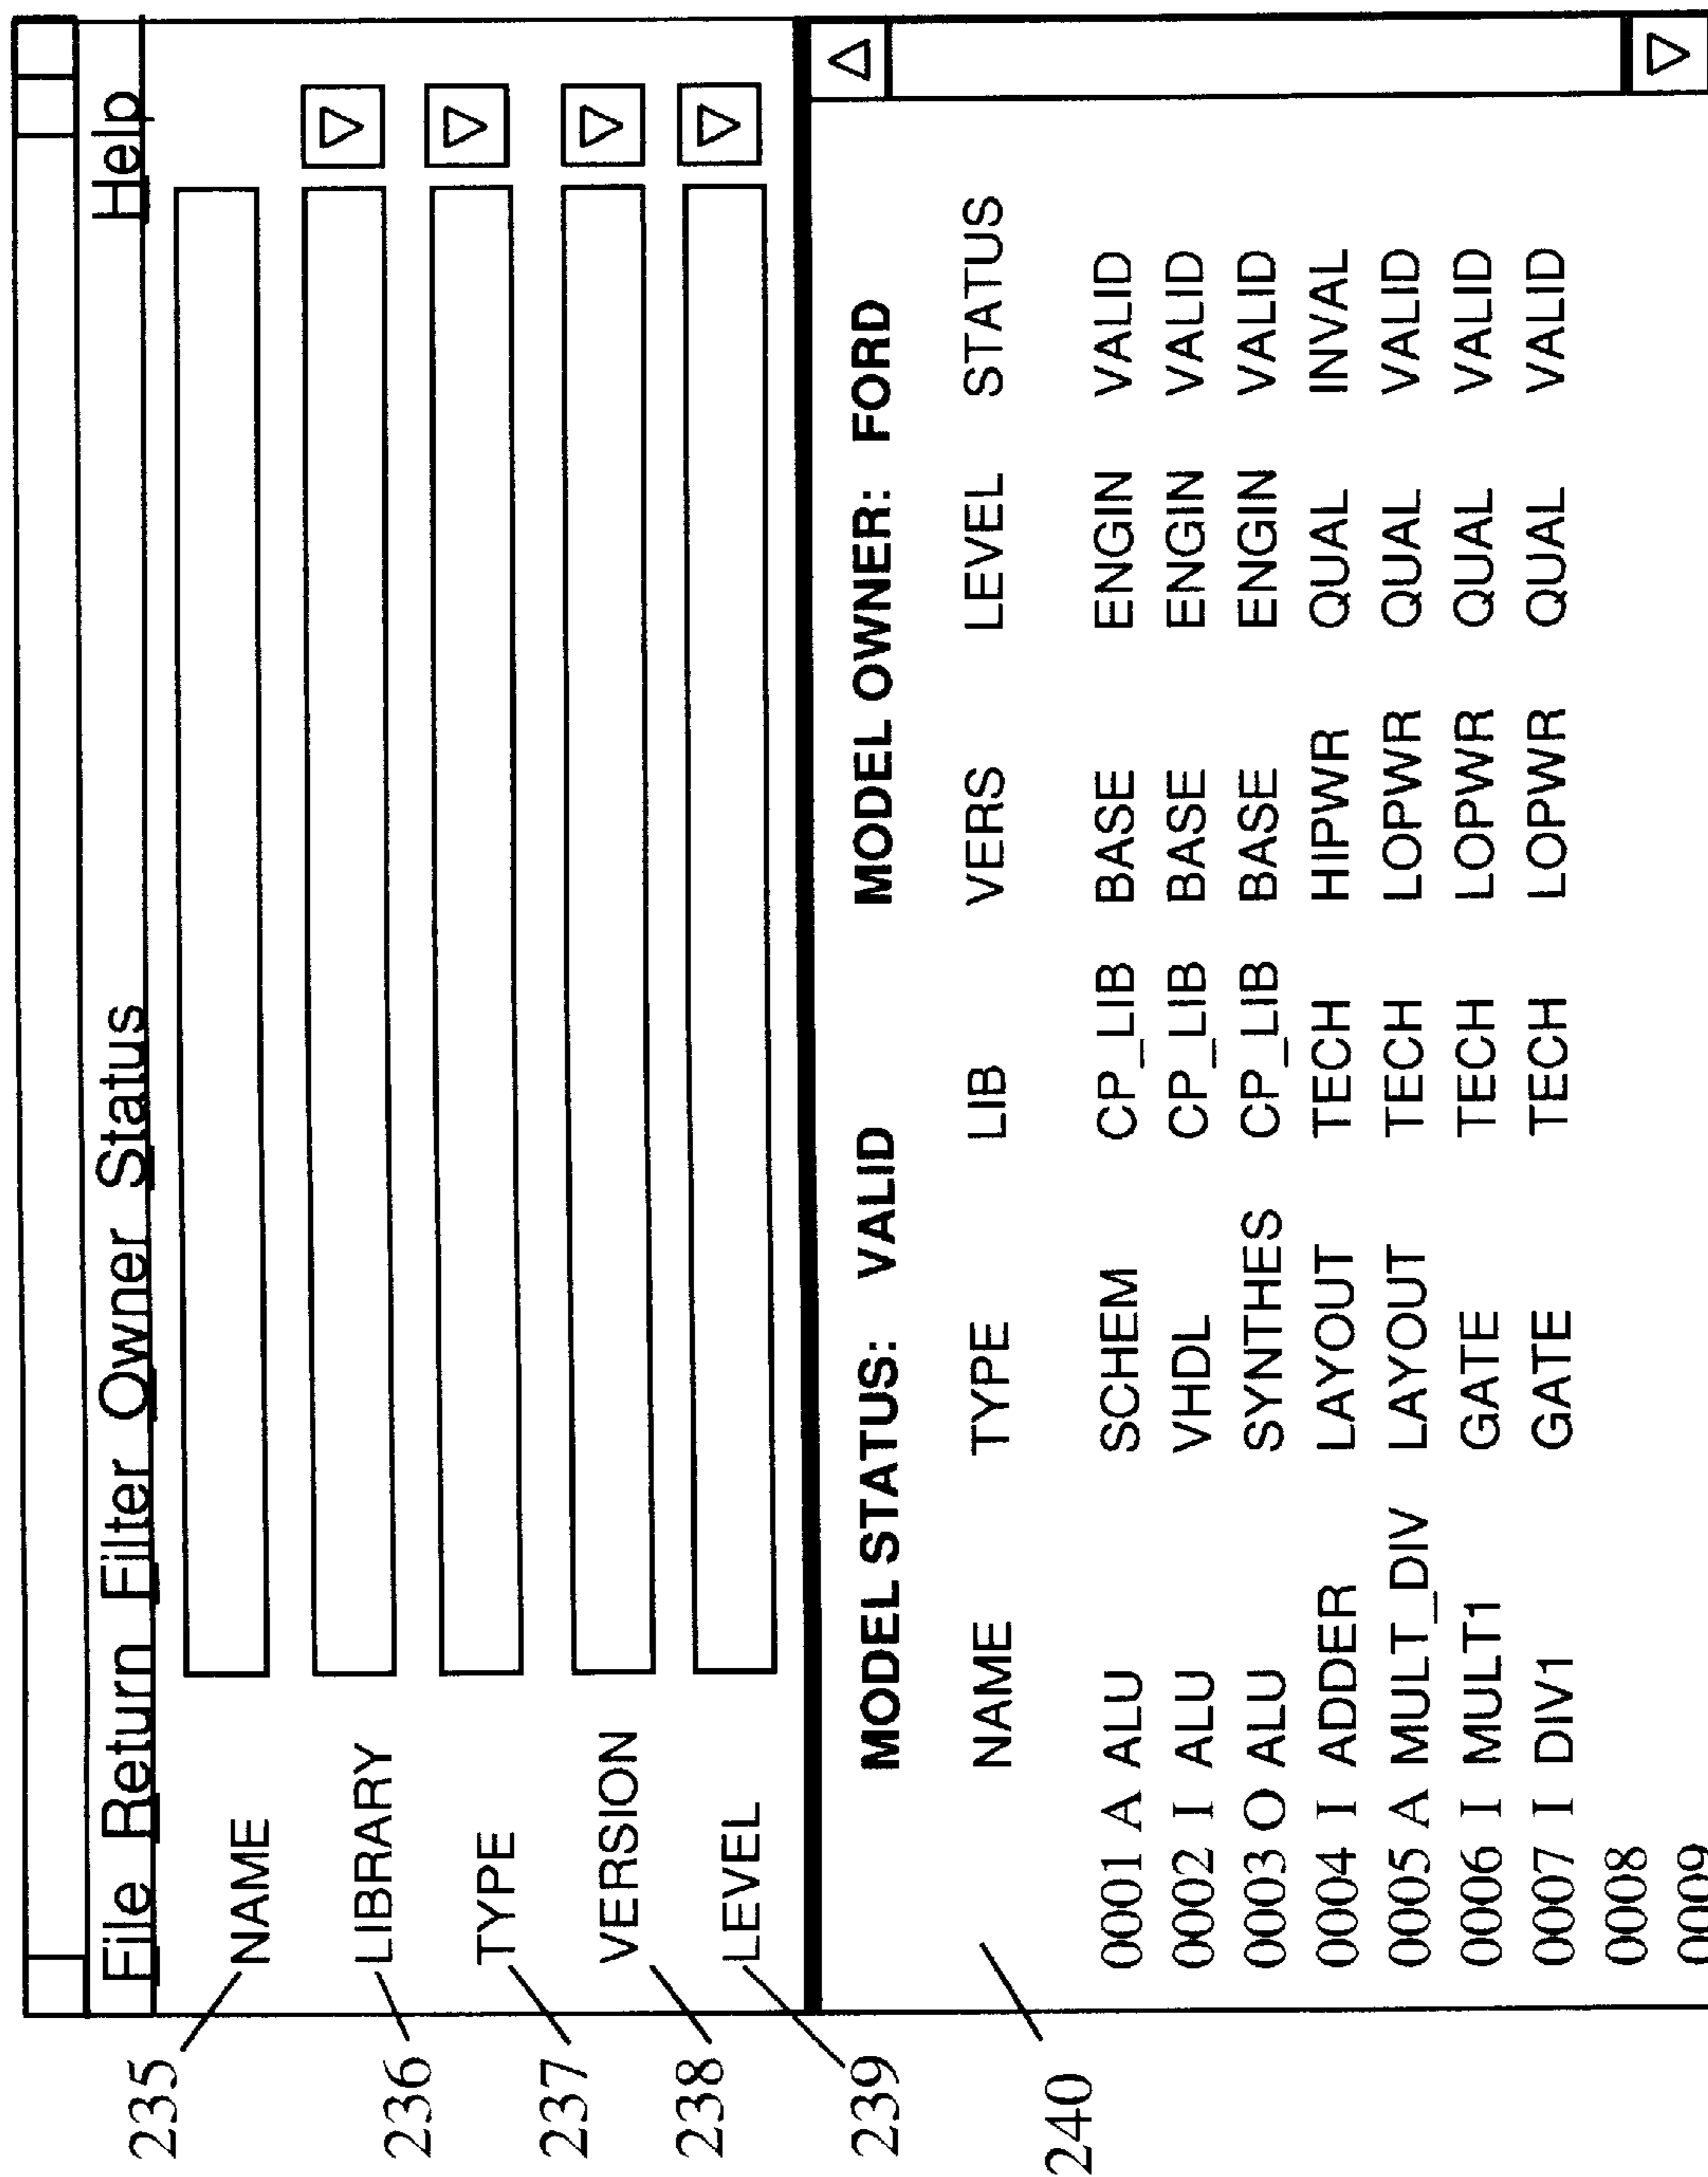 File Return Filter Owner Status Help
235 NAME
236 LIBRARY
237 TYPE
238 VERSION
239 LEVEL
MODEL STATUS: VALID MODEL OWNER: FORD
240 NAME TYPE LIB VERS LEVEL STATUS
0001 A ALU SCHEM CP_LIB BASE ENGIN VALID
0002 I ALU VHDL CP_LIB BASE ENGIN VALID
0003 O ALU SYNTHES CP_LIB BASE ENGIN VALID
0004 I ADDER LAYOUT TECH HIPWR QUAL INVAL
0005 A MULT_DIV LAYOUT TECH LOPWR QUAL VALID
0006 I MULT1 GATE TECH LOPWR QUAL VALID
0007 I DIV1 GATE TECH LOPWR QUAL VALID
0008
0009